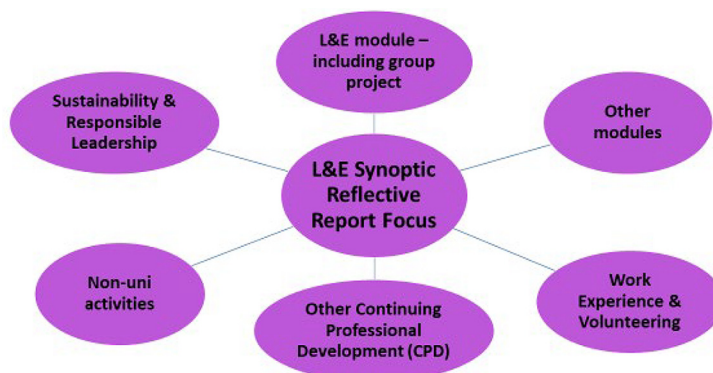 L&E module –
including group
project
Sustainability &
Responsible
Leadership
Other
modules
L&E Synoptic
Reflective
Report Focus
Non-uni
activities
Other Continuing
Professional
Development (CPD)
Work
Experience &
Volunteering